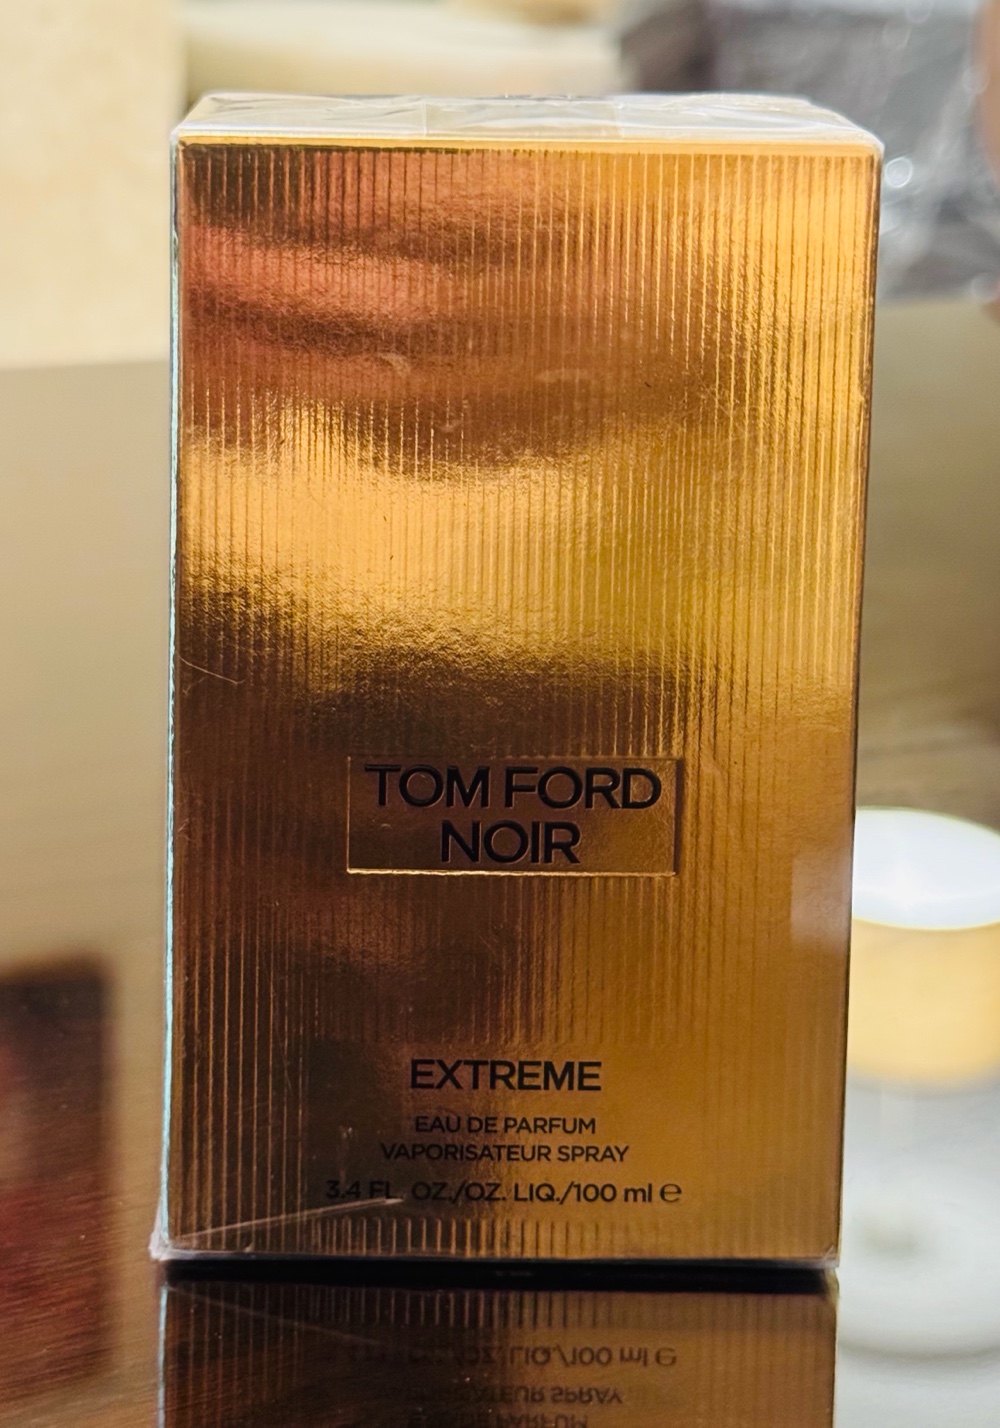 TOM FORD
NOIR
EXTREME
EAU DE PARFUM
VAPORISATEUR SPRAY
3.4 FL. OZ./OZ. LIQ./100 ml ℮